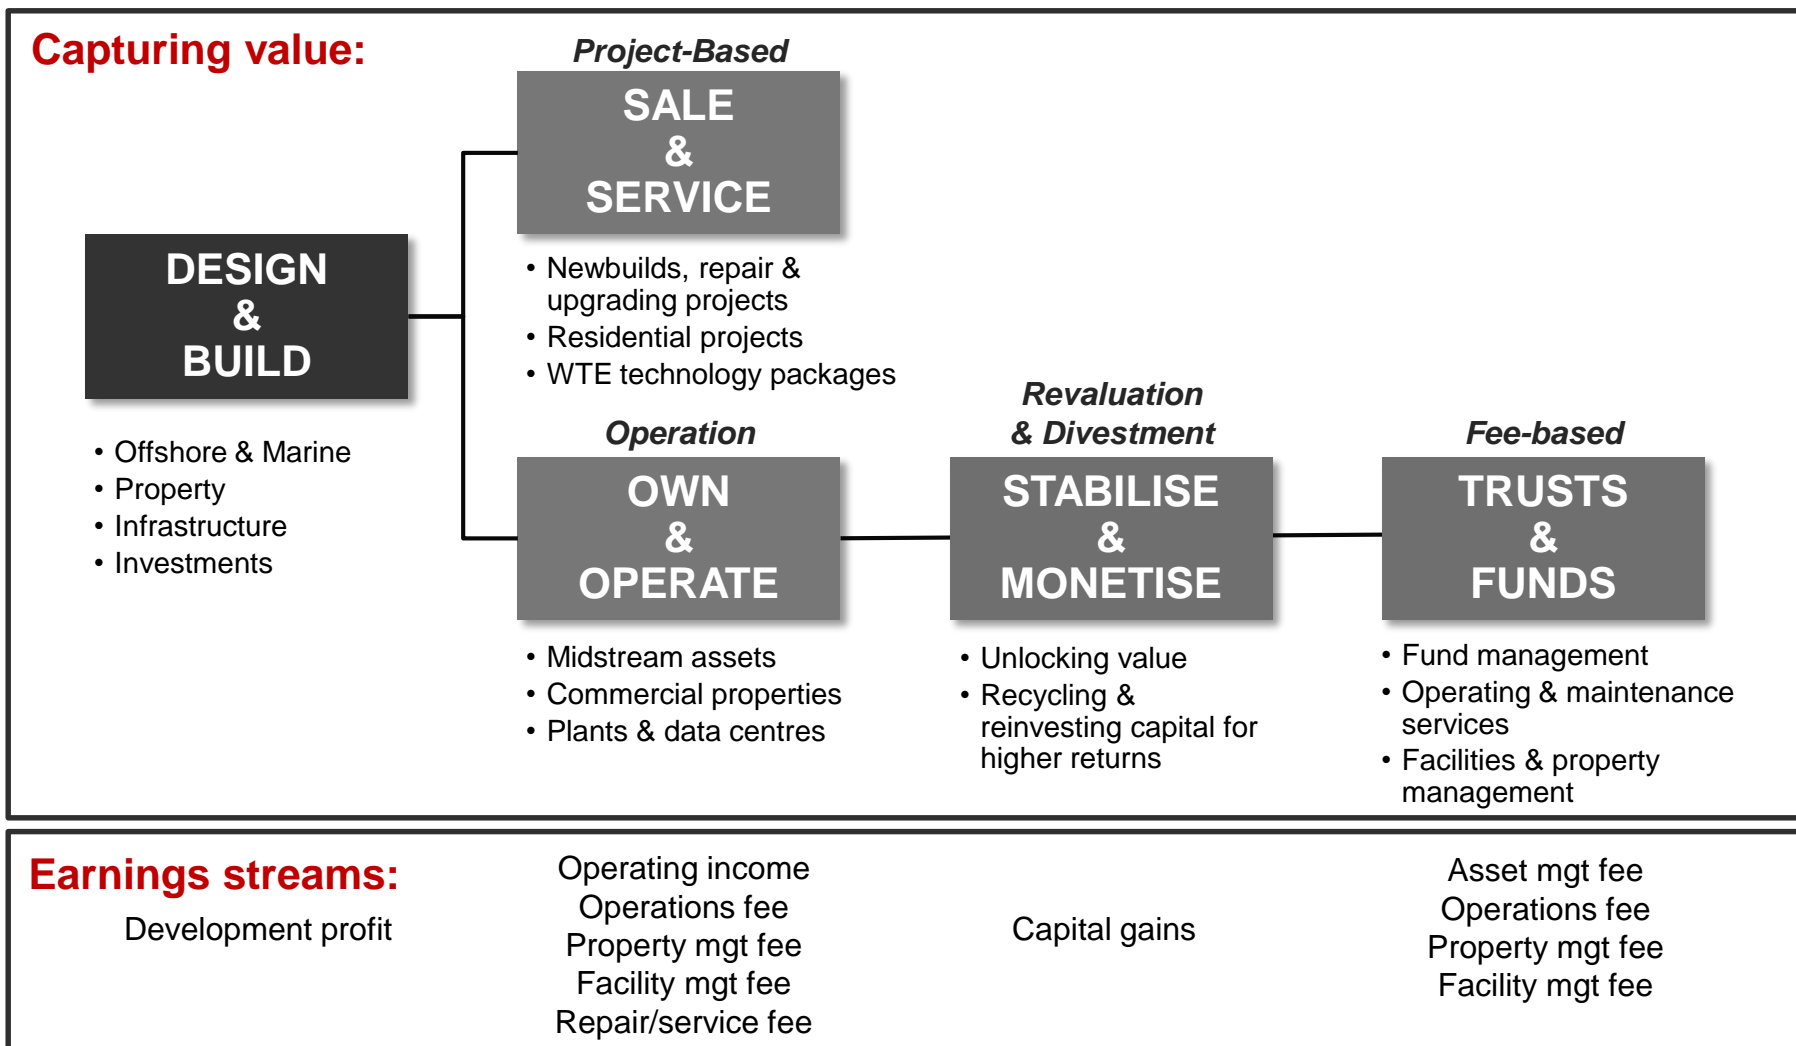 Capturing value:
Project-Based
SALE
&
SERVICE
• Newbuilds, repair &
upgrading projects
• Residential projects
• WTE technology packages
DESIGN
&
BUILD
• Offshore & Marine
• Property
• Infrastructure
• Investments
Operation
OWN
&
OPERATE
• Midstream assets
• Commercial properties
• Plants & data centres
Revaluation
& Divestment
STABILISE
&
MONETISE
• Unlocking value
• Recycling &
reinvesting capital for
higher returns
Fee-based
TRUSTS
&
FUNDS
• Fund management
• Operating & maintenance
services
• Facilities & property
management
Earnings streams:
Development profit
Operating income
Operations fee
Property mgt fee
Facility mgt fee
Repair/service fee
Capital gains
Asset mgt fee
Operations fee
Property mgt fee
Facility mgt fee